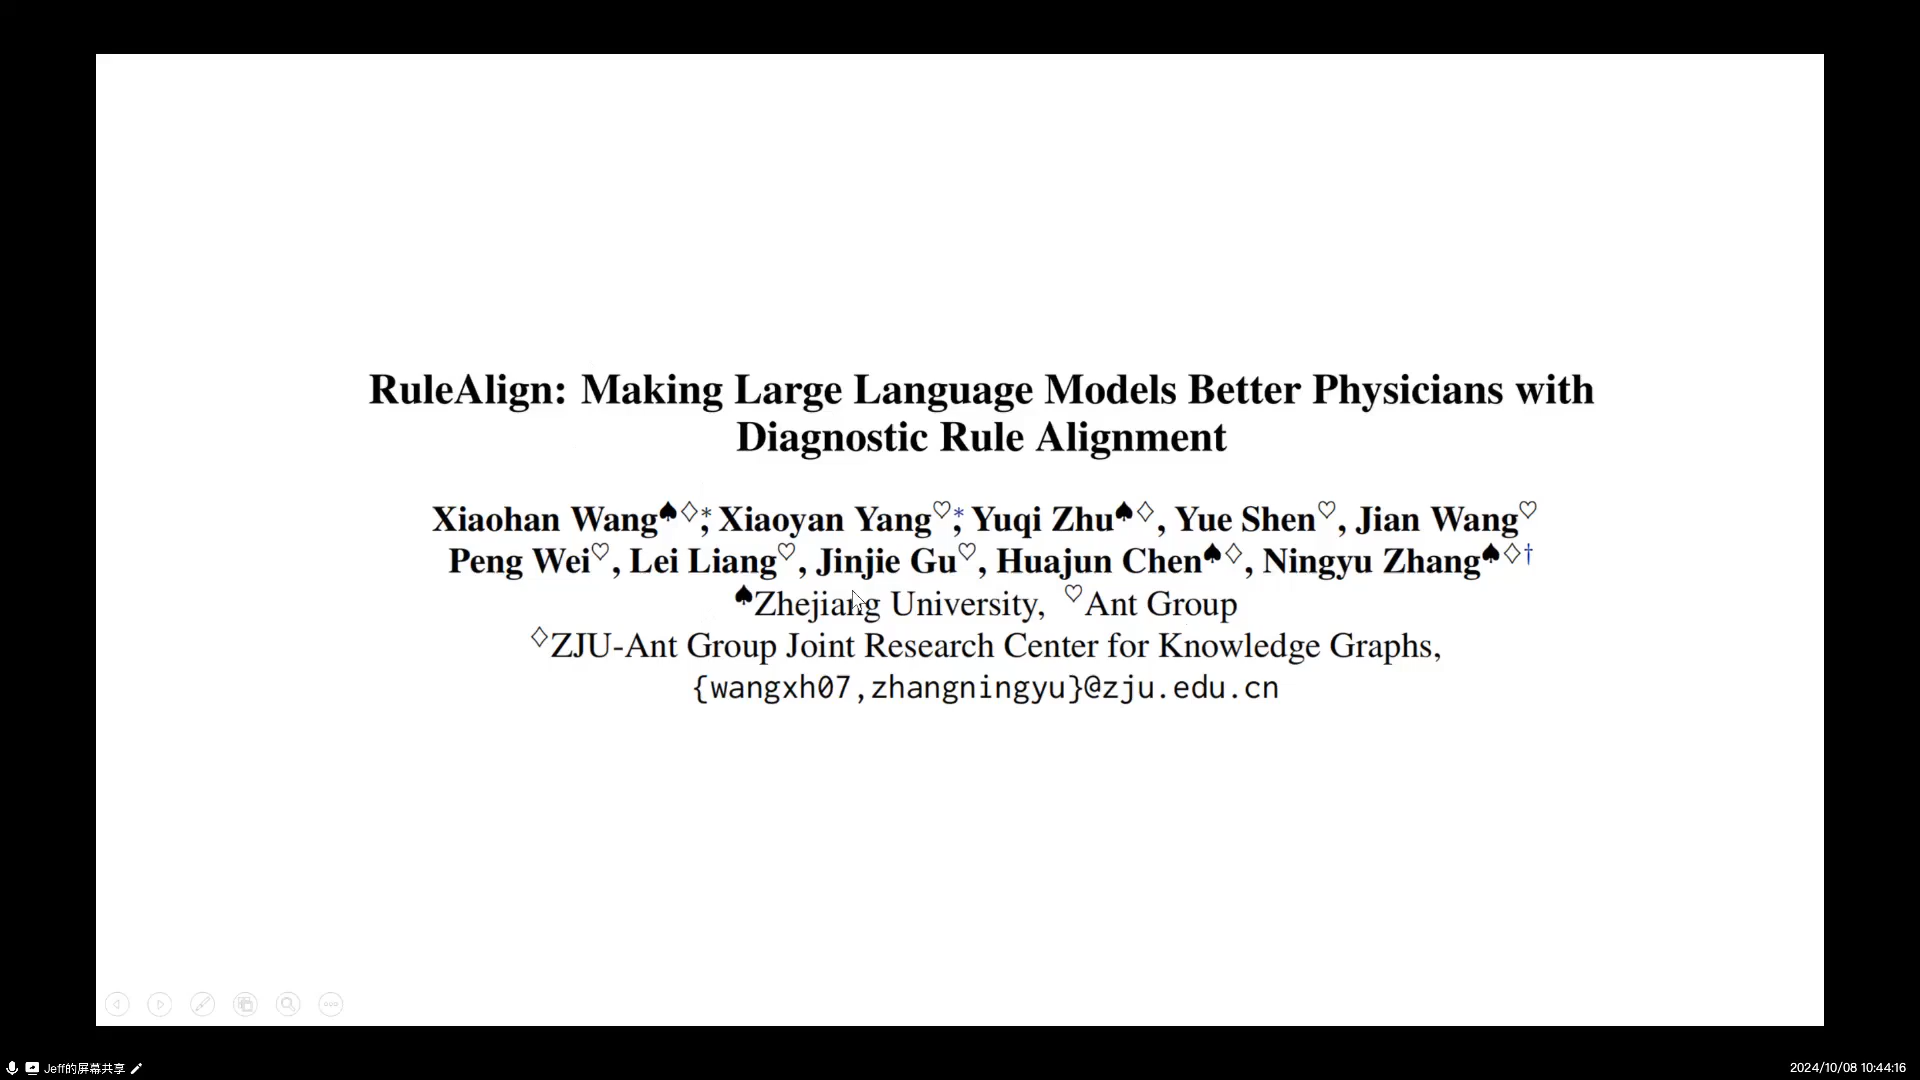 RuleAlign: Making Large Language Models Better Physicians with
Diagnostic Rule Alignment
Xiaohan Wang♠♢*, Xiaoyan Yang♡*, Yuqi Zhu♠♢, Yue Shen♡, Jian Wang♡
Peng Wei♡, Lei Liang♡, Jinjie Gu♡, Huajun Chen♠♢, Ningyu Zhang♠♢†
♠Zhejiang University, ♡Ant Group
♢ZJU-Ant Group Joint Research Center for Knowledge Graphs,
{wangxh07,zhangningyu}@zju.edu.cn
Jeff的屏幕共享
2024/10/08 10:44:16